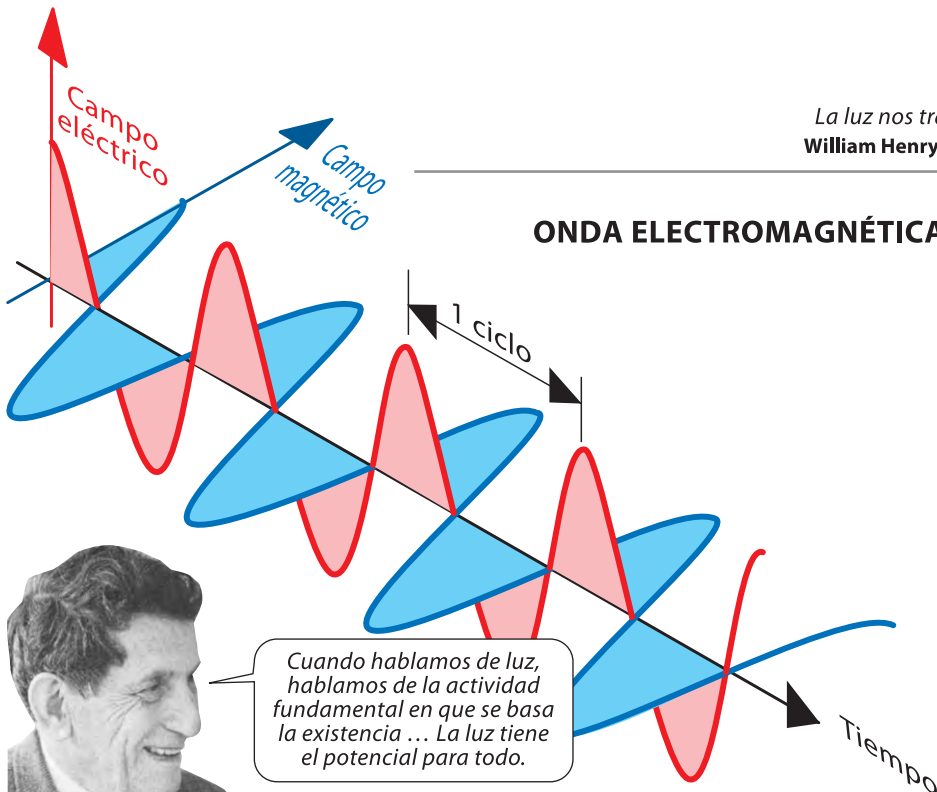 La luz nos
William Henry
ONDA ELECTROMAGNÉTICA
Campo
eléctrico
Campo
magnético
1 ciclo
Cuando hablamos de luz,
hablamos de la actividad
fundamental en que se basa
la existencia ... La luz tiene
el potencial para todo.
Tiempo